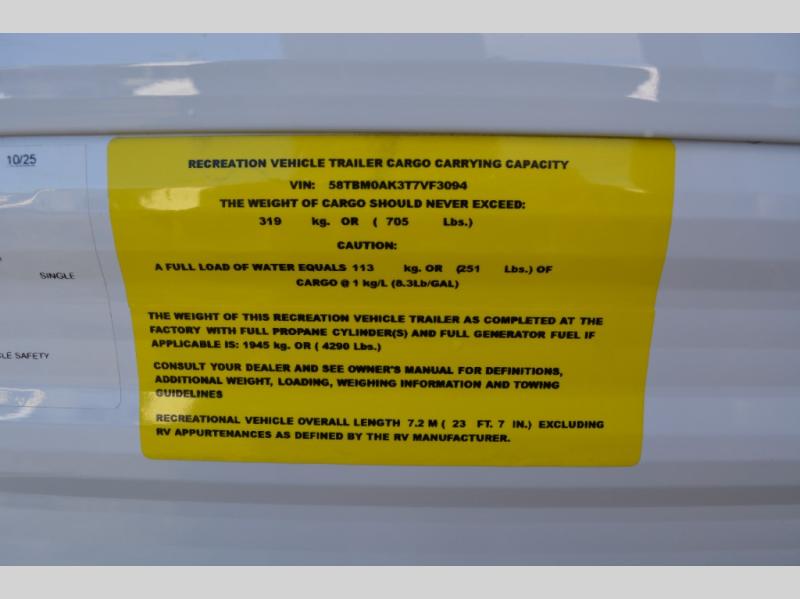 10/25
SINGLE
LE SAFETY
RECREATION VEHICLE TRAILER CARGO CARRYING CAPACITY
VIN: 58TBM0AK3T7VF3094
THE WEIGHT OF CARGO SHOULD NEVER EXCEED:
319 kg. OR ( 705 Lbs.)
CAUTION:
A FULL LOAD OF WATER EQUALS 113 kg. OR (251 Lbs.) OF
CARGO @ 1 kg/L (8.3Lb/GAL)
THE WEIGHT OF THIS RECREATION VEHICLE TRAILER AS COMPLETED AT THE
FACTORY WITH FULL PROPANE CYLINDER(S) AND FULL GENERATOR FUEL IF
APPLICABLE IS: 1945 kg. OR ( 4290 Lbs.)
CONSULT YOUR DEALER AND SEE OWNER'S MANUAL FOR DEFINITIONS,
ADDITIONAL WEIGHT, LOADING, WEIGHING INFORMATION AND TOWING
GUIDELINES
RECREATIONAL VEHICLE OVERALL LENGTH 7.2 M ( 23 FT. 7 IN.) EXCLUDING
RV APPURTENANCES AS DEFINED BY THE RV MANUFACTURER.